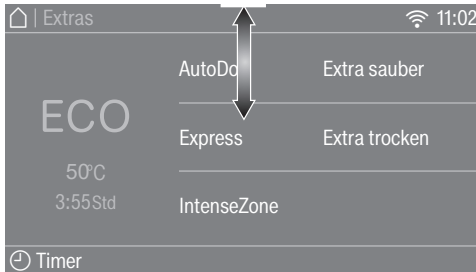 | Extras 11:02
AutoDo Extra sauber
ECO
Express Extra trocken
50°C
3:55Std
IntenseZone
Timer